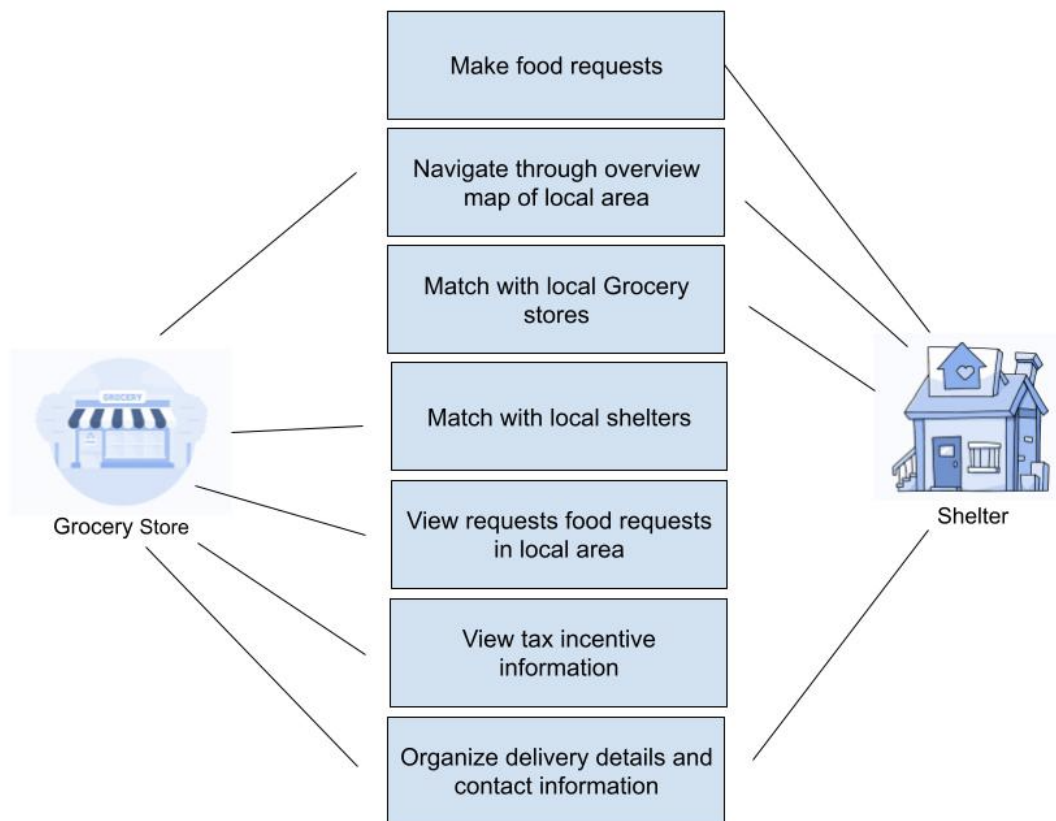 Make food requests
Navigate through overview
map of local area
Match with local Grocery
stores
Match with local shelters
View requests food requests
in local area
View tax incentive
information
Organize delivery details and
contact information
GROCERY
Grocery Store
Shelter